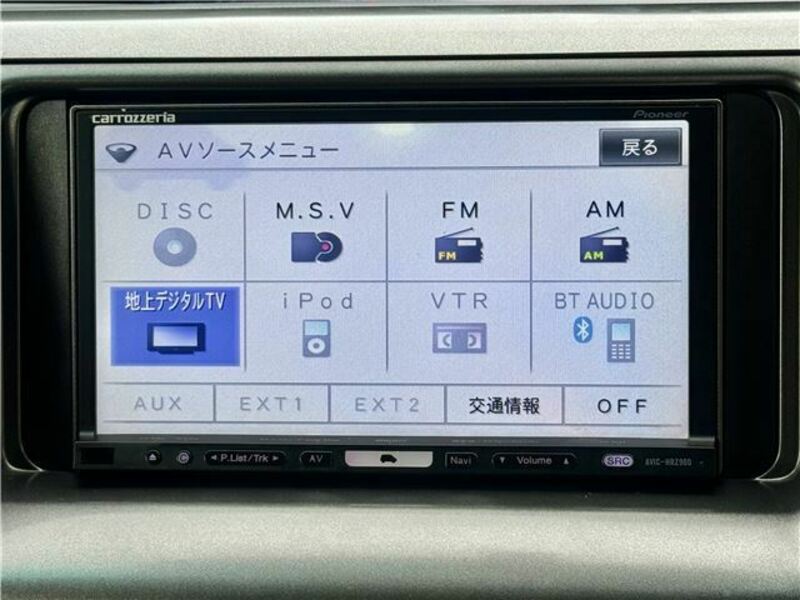 carrozzeria
Pioneer
AVソースメニュー
戻る
DISC
M.S.V
FM
AM
FM
AM
地上デジタルTV
iPod
VTR
BT AUDIO
AUX
EXT1
EXT2
交通情報
OFF
C
◄ P.List/Trk ►
AV
Navi
▼ Volume ▲
SRC
AVIC-HRZ900